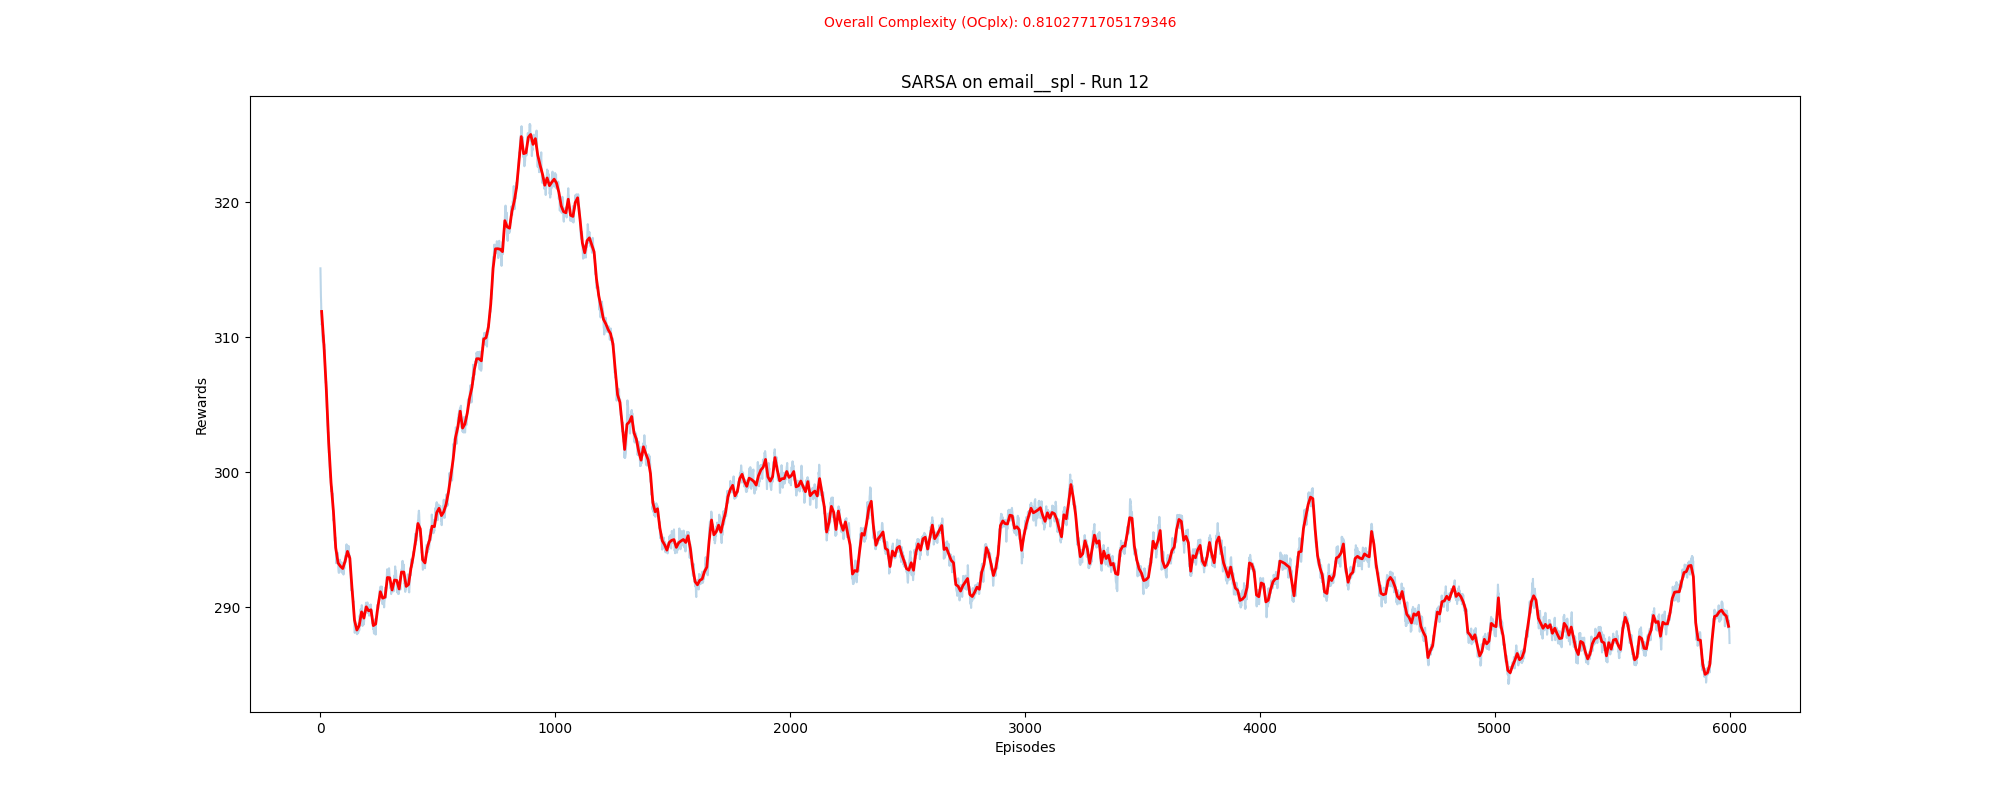 Overall Complexity (OCplx): 0.8102771705179346
SARSA on email__spl - Run 12
Rewards
320
310
300
290
0 1000 2000 3000 4000 5000 6000
Episodes